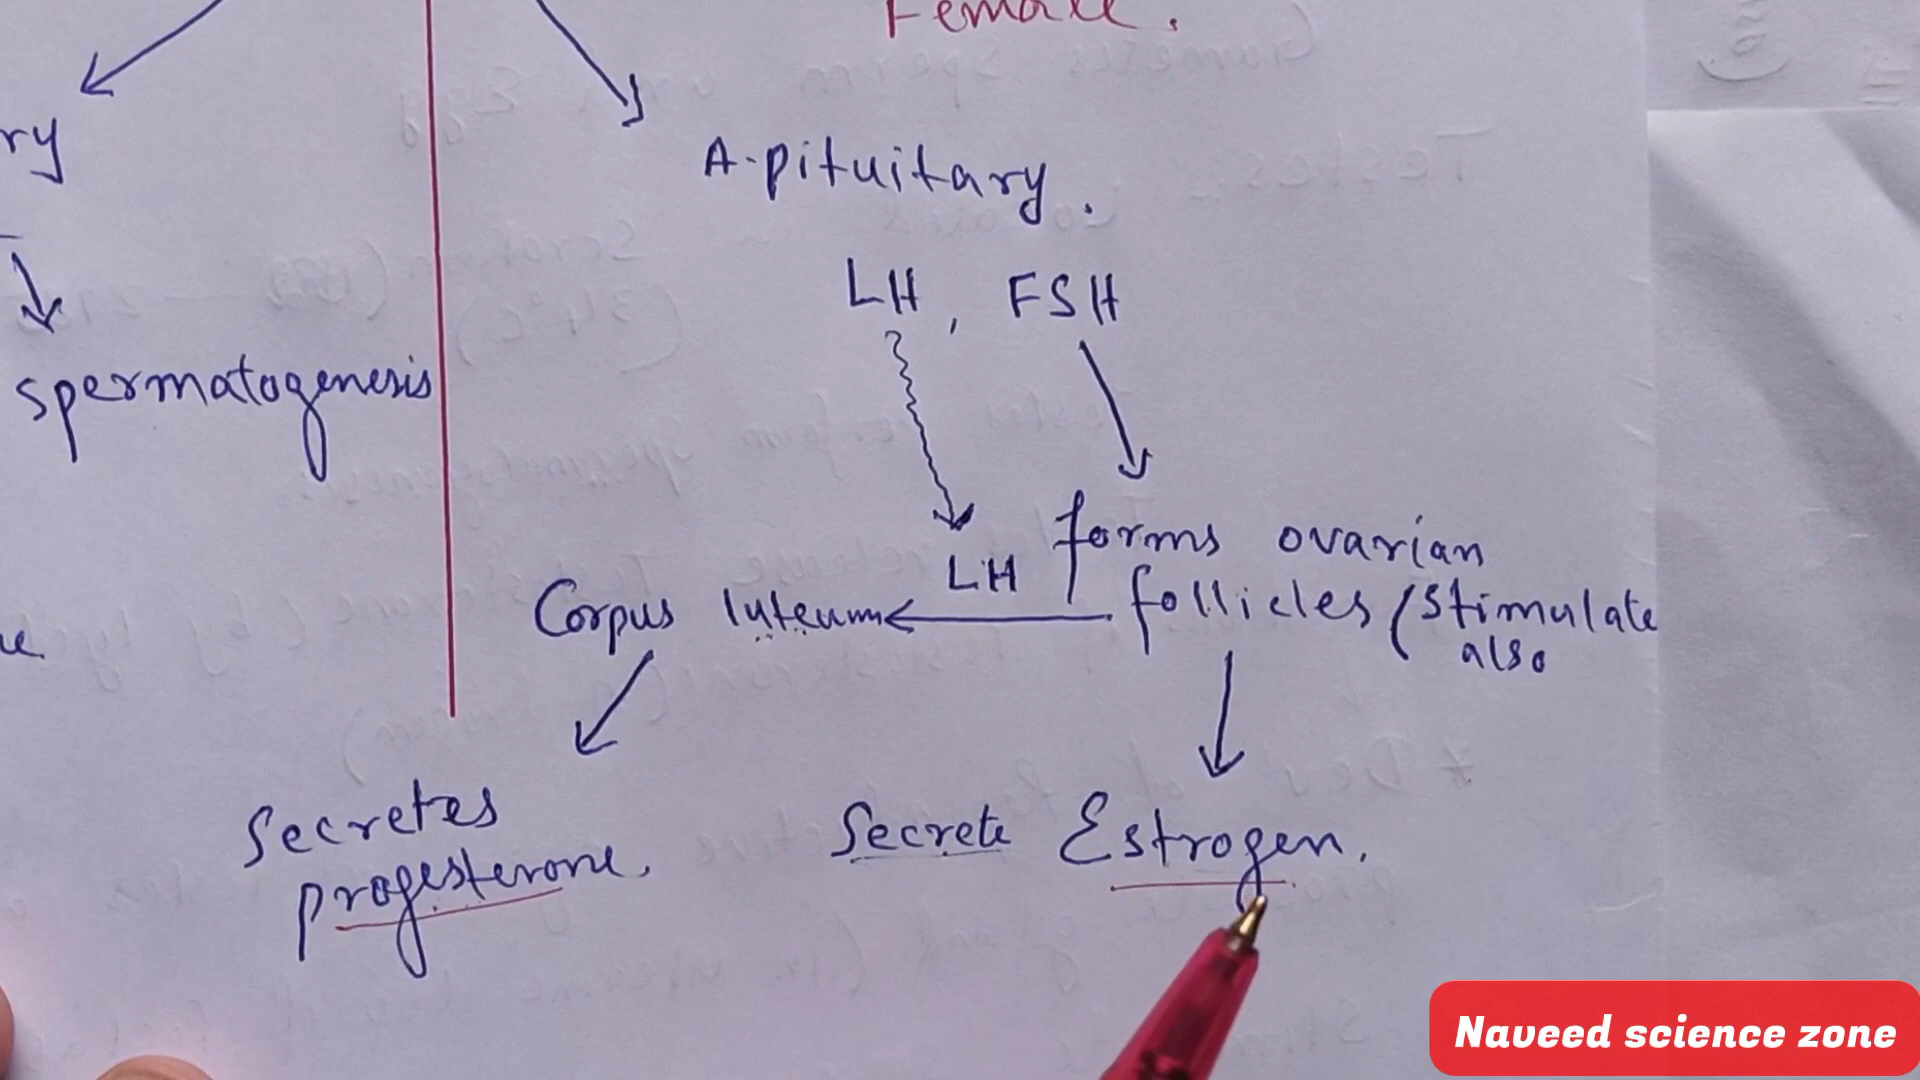 Female.
ry
A. pituitary.
LH, FSH
spermatogenesis
forms ovarian
LH
Corpus luteum
follicles (stimulate
also
Secretes
progesterone.
Secrete Estrogen.
Naveed science zone